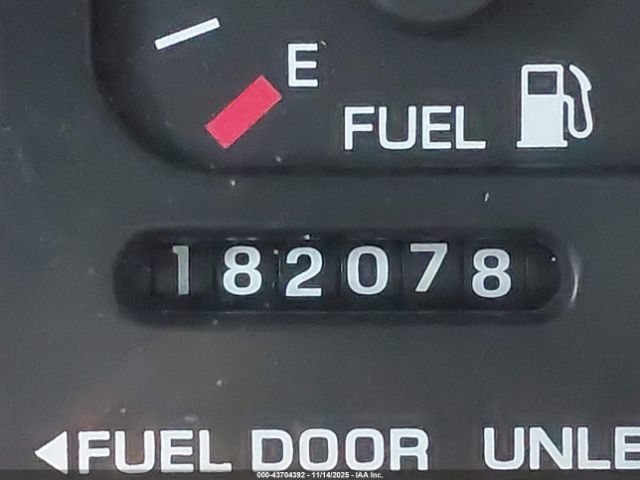 E
FUEL
182078
◀FUEL DOOR UNLE
000-43704392 - 11/14/2025 - IAA Inc.